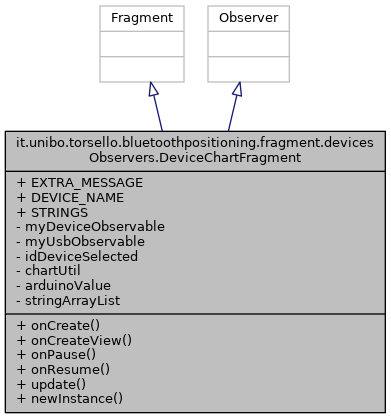 Fragment
Observer
it.unibo.torsello.bluetoothpositioning.fragment.devices
Observers.DeviceChartFragment
+ EXTRA_MESSAGE
+ DEVICE_NAME
+ STRINGS
- myDeviceObservable
- myUsbObservable
- idDeviceSelected
- chartUtil
- arduinoValue
- stringArrayList
+ onCreate()
+ onCreateView()
+ onPause()
+ onResume()
+ update()
+ newInstance()